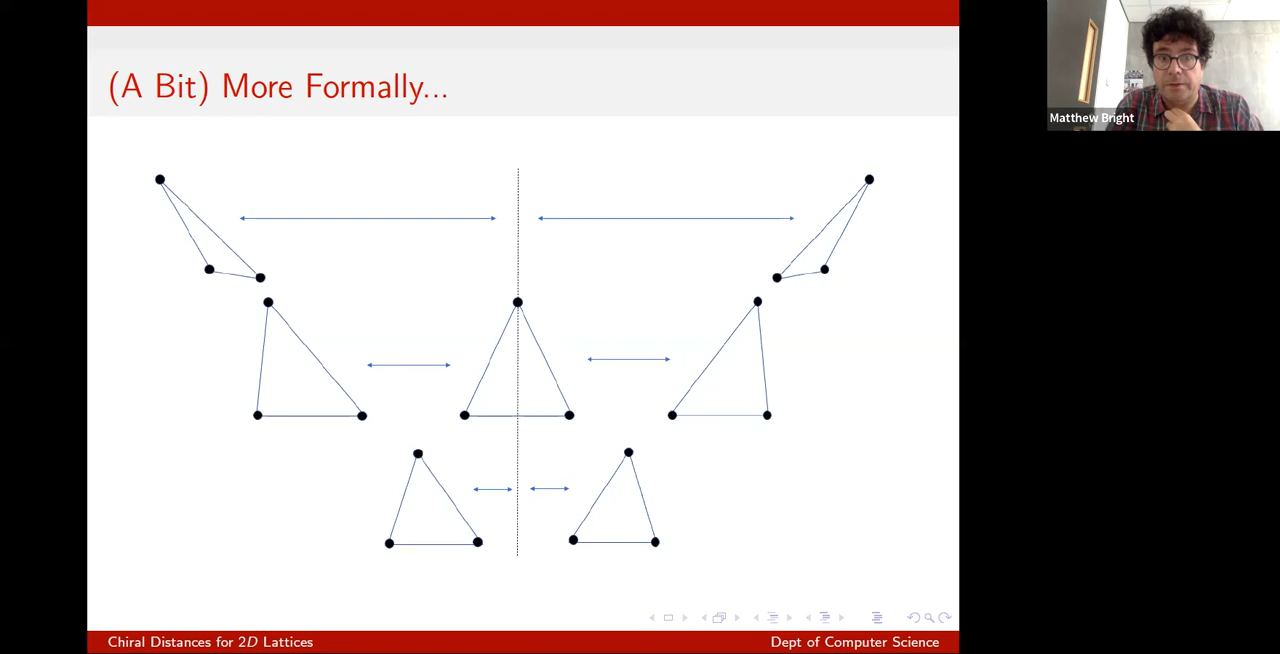 (A Bit) More Formally...
Matthew Bright
Chiral Distances for 2D Lattices
Dept of Computer Science